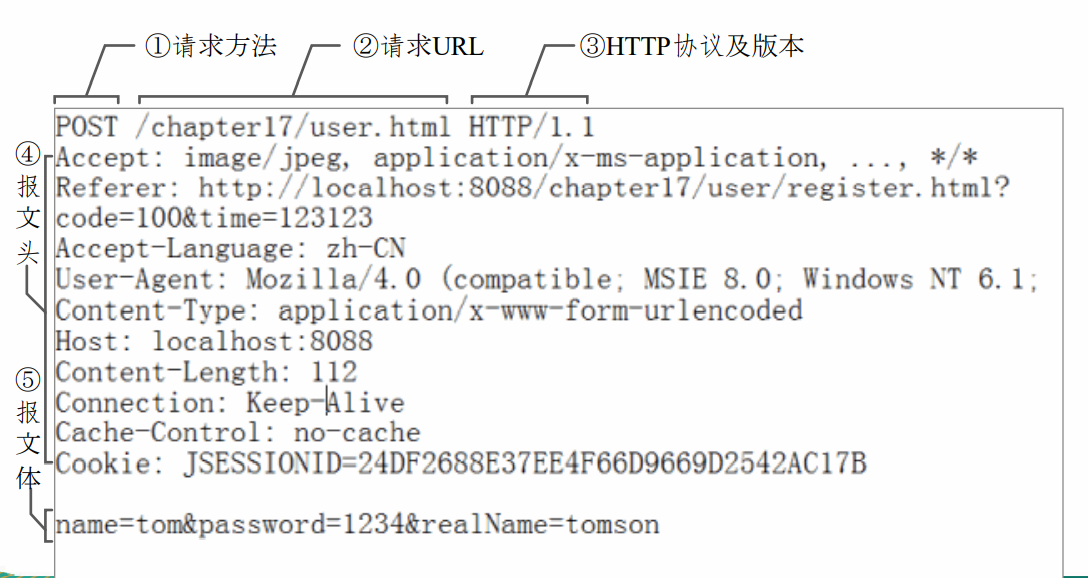 ①请求方法 ②请求URL ③HTTP协议及版本
POST /chapter17/user.html HTTP/1.1
④报文头
Accept: image/jpeg, application/x-ms-application, ..., */*
Referer: http://localhost:8088/chapter17/user/register.html?
code=100&time=123123
Accept-Language: zh-CN
User-Agent: Mozilla/4.0 (compatible; MSIE 8.0; Windows NT 6.1;
Content-Type: application/x-www-form-urlencoded
Host: localhost:8088
Content-Length: 112
Connection: Keep-Alive
Cache-Control: no-cache
Cookie: JSESSIONID=24DF2688E37EE4F66D9669D2542AC17B
⑤报文体
name=tom&password=1234&realName=tomson